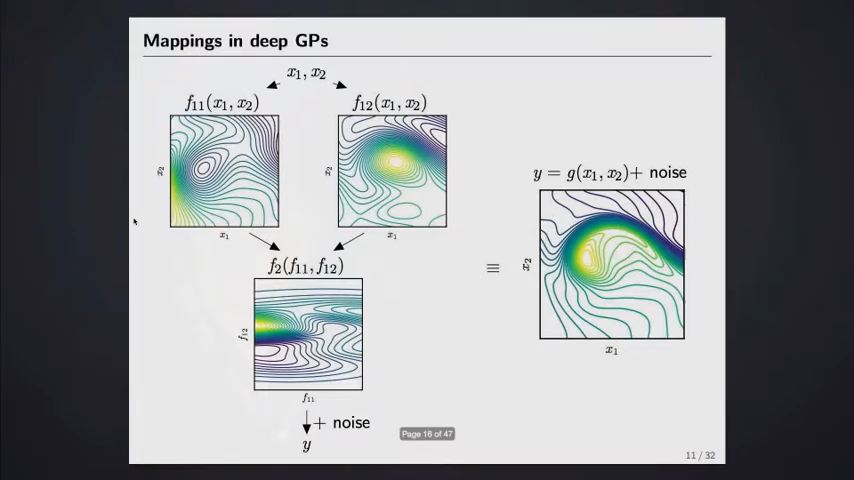 Mappings in deep GPs
x₁, x₂
f₁₁(x₁, x₂)
f₁₂(x₁, x₂)
x₂
x₁
x₂
x₁
y = g(x₁, x₂)+ noise
x₂
x₁
≡
f₂(f₁₁, f₁₂)
f₁₂
f₁₁
+ noise
y
Page 16 of 47
11 / 32